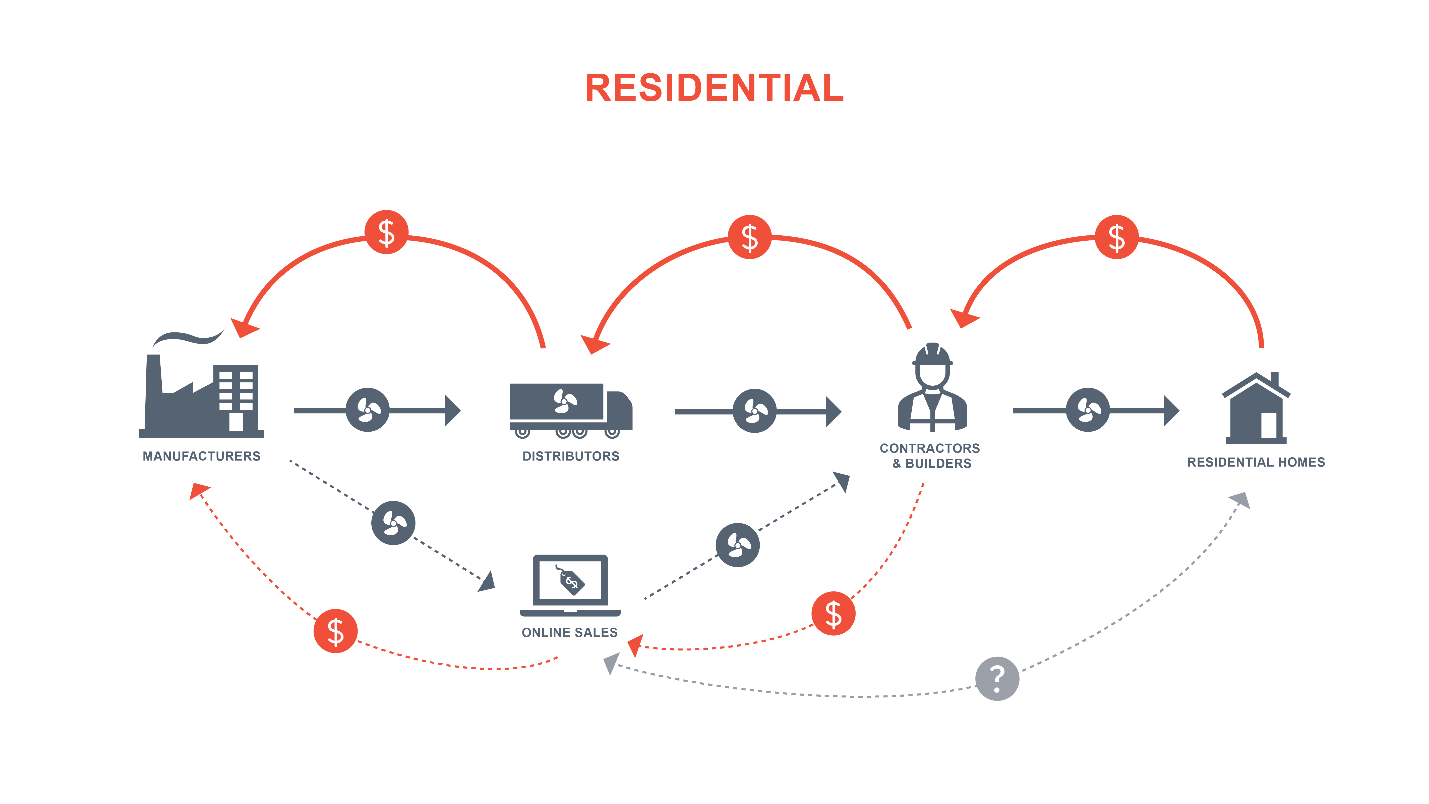 RESIDENTIAL
$
$
$
MANUFACTURERS
DISTRIBUTORS
CONTRACTORS
& BUILDERS
RESIDENTIAL HOMES
$
ONLINE SALES
$
$
?